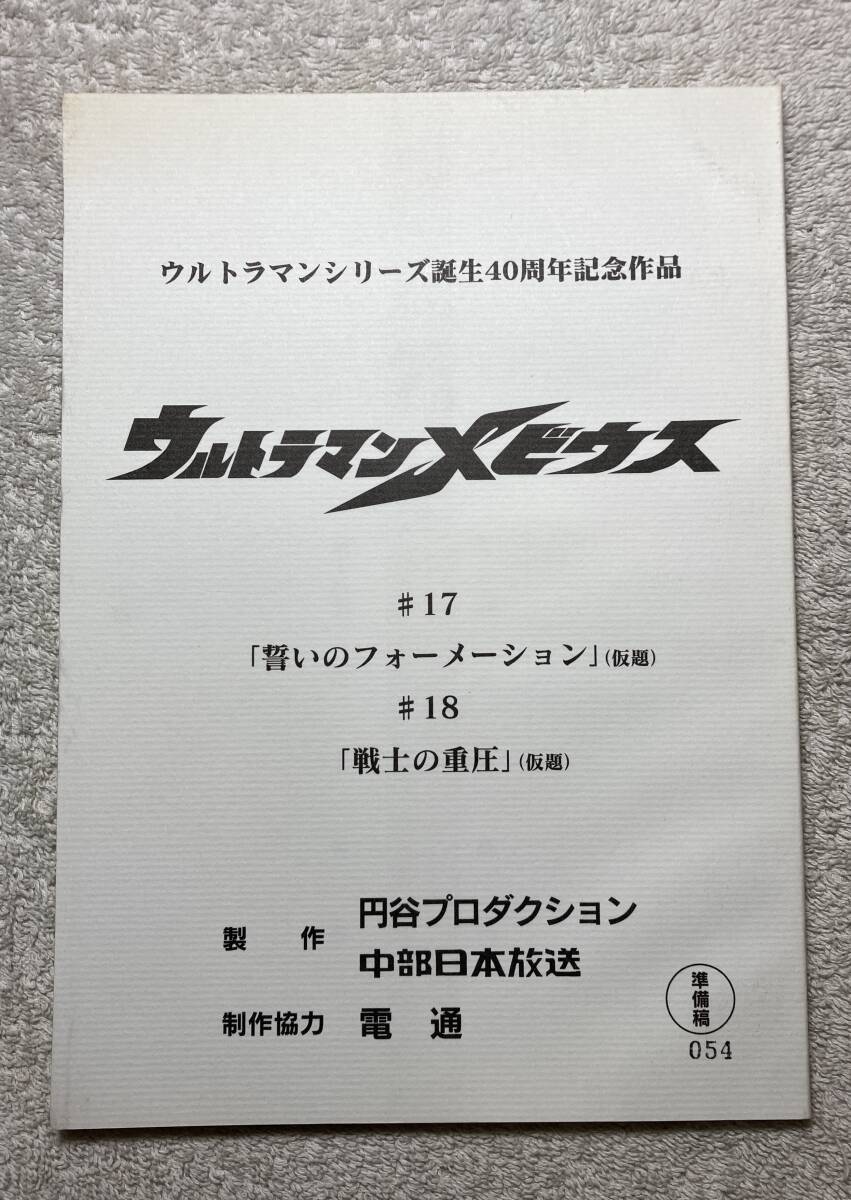 ウルトラマンシリーズ誕生40周年記念作品
ウルトラマンメビウス
#17
「誓いのフォーメーション」(仮題)
#18
「戦士の重圧」(仮題)
製 作 円谷プロダクション
中部日本放送
制作協力 電 通
準備稿
054